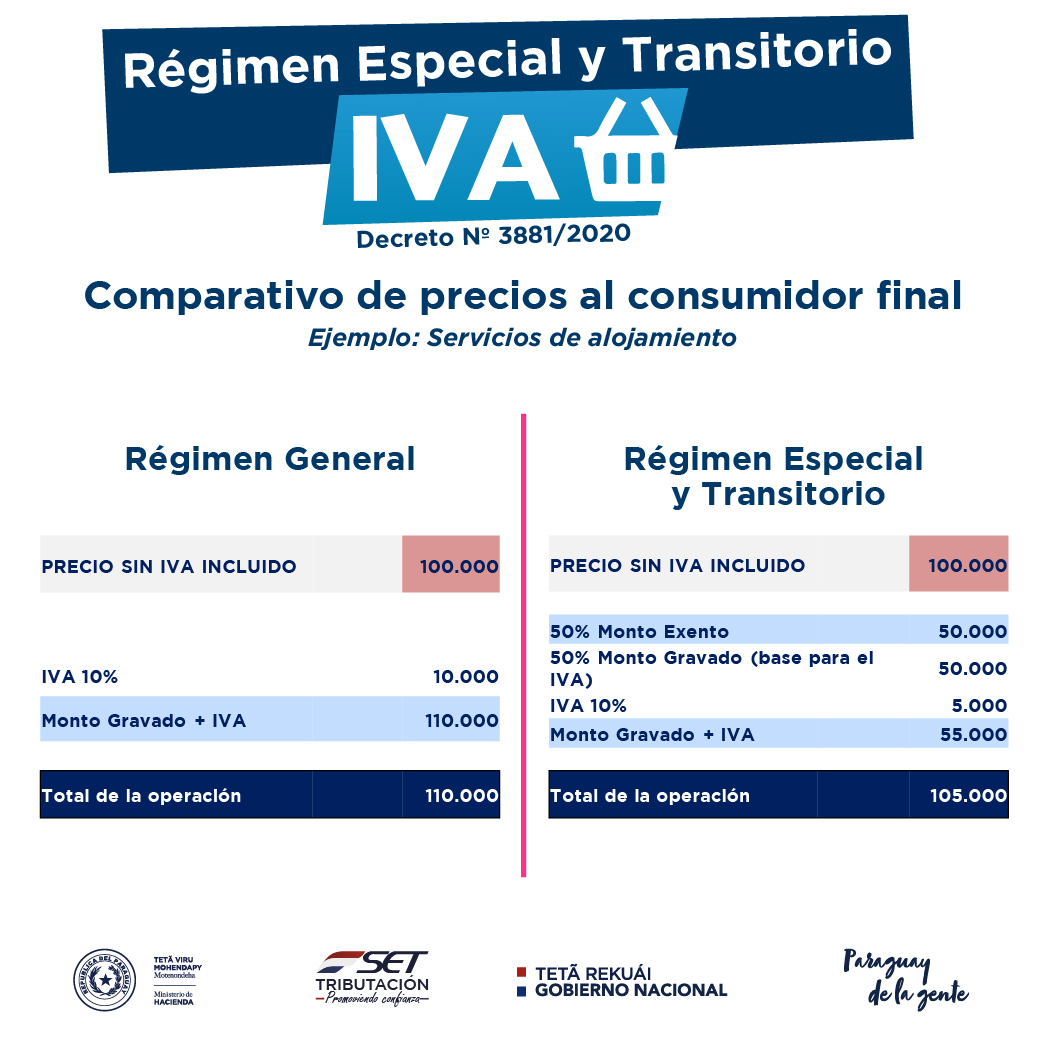 Régimen Especial y Transitorio
IVA
Decreto Nº 3881/2020
Comparativo de precios al consumidor final
Ejemplo: Servicios de alojamiento
Régimen General
PRECIO SIN IVA INCLUIDO 100.000
IVA 10% 10.000
Monto Gravado + IVA 110.000
Total de la operación 110.000
Régimen Especial
y Transitorio
PRECIO SIN IVA INCLUIDO 100.000
50% Monto Exento 50.000
50% Monto Gravado (base para el
IVA) 50.000
IVA 10% 5.000
Monto Gravado + IVA 55.000
Total de la operación 105.000
REPUBLICA DEL PARAGUAY
TETÃ VIRU
MOHENDAPY
Motenondeha
Ministerio de
HACIENDA
SET
TRIBUTACIÓN
Promoviendo confianza
TETÃ REKUÁI
GOBIERNO NACIONAL
Paraguay
de la gente